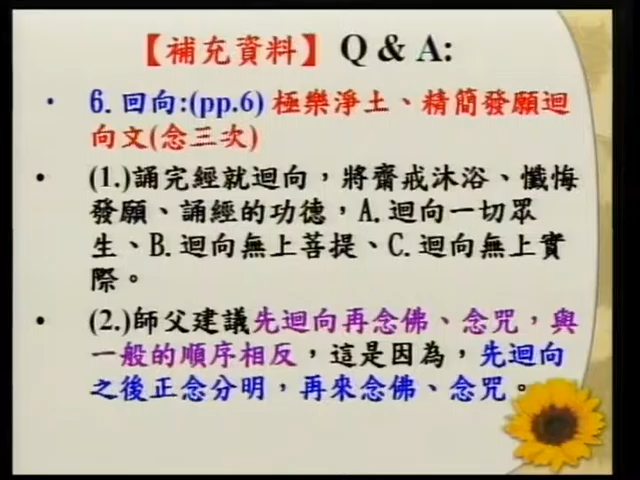 【補充資料】 Q & A:
• 6. 回向:(pp.6) 極樂淨土、精簡發願迴
向文(念三次)
• (1.)誦完經就迴向，將齋戒沐浴、懺悔
發願、誦經的功德，A. 迴向一切眾
生、B. 迴向無上菩提、C. 迴向無上實
際。
• (2.)師父建議先迴向再念佛、念咒，與
一般的順序相反，這是因為，先迴向
之後正念分明，再來念佛、念咒。